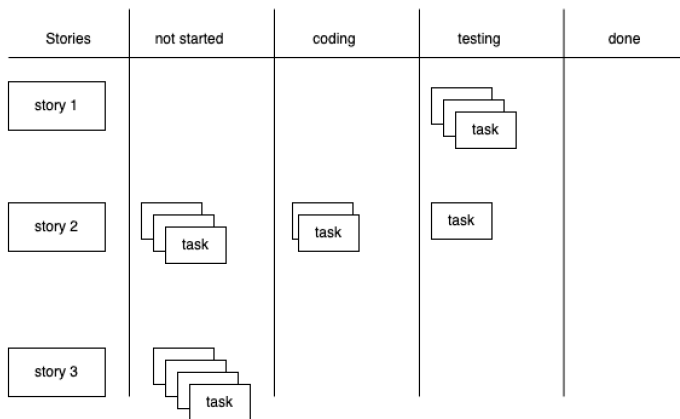 Stories not started coding testing done
story 1
task
story 2
task task task
story 3
task